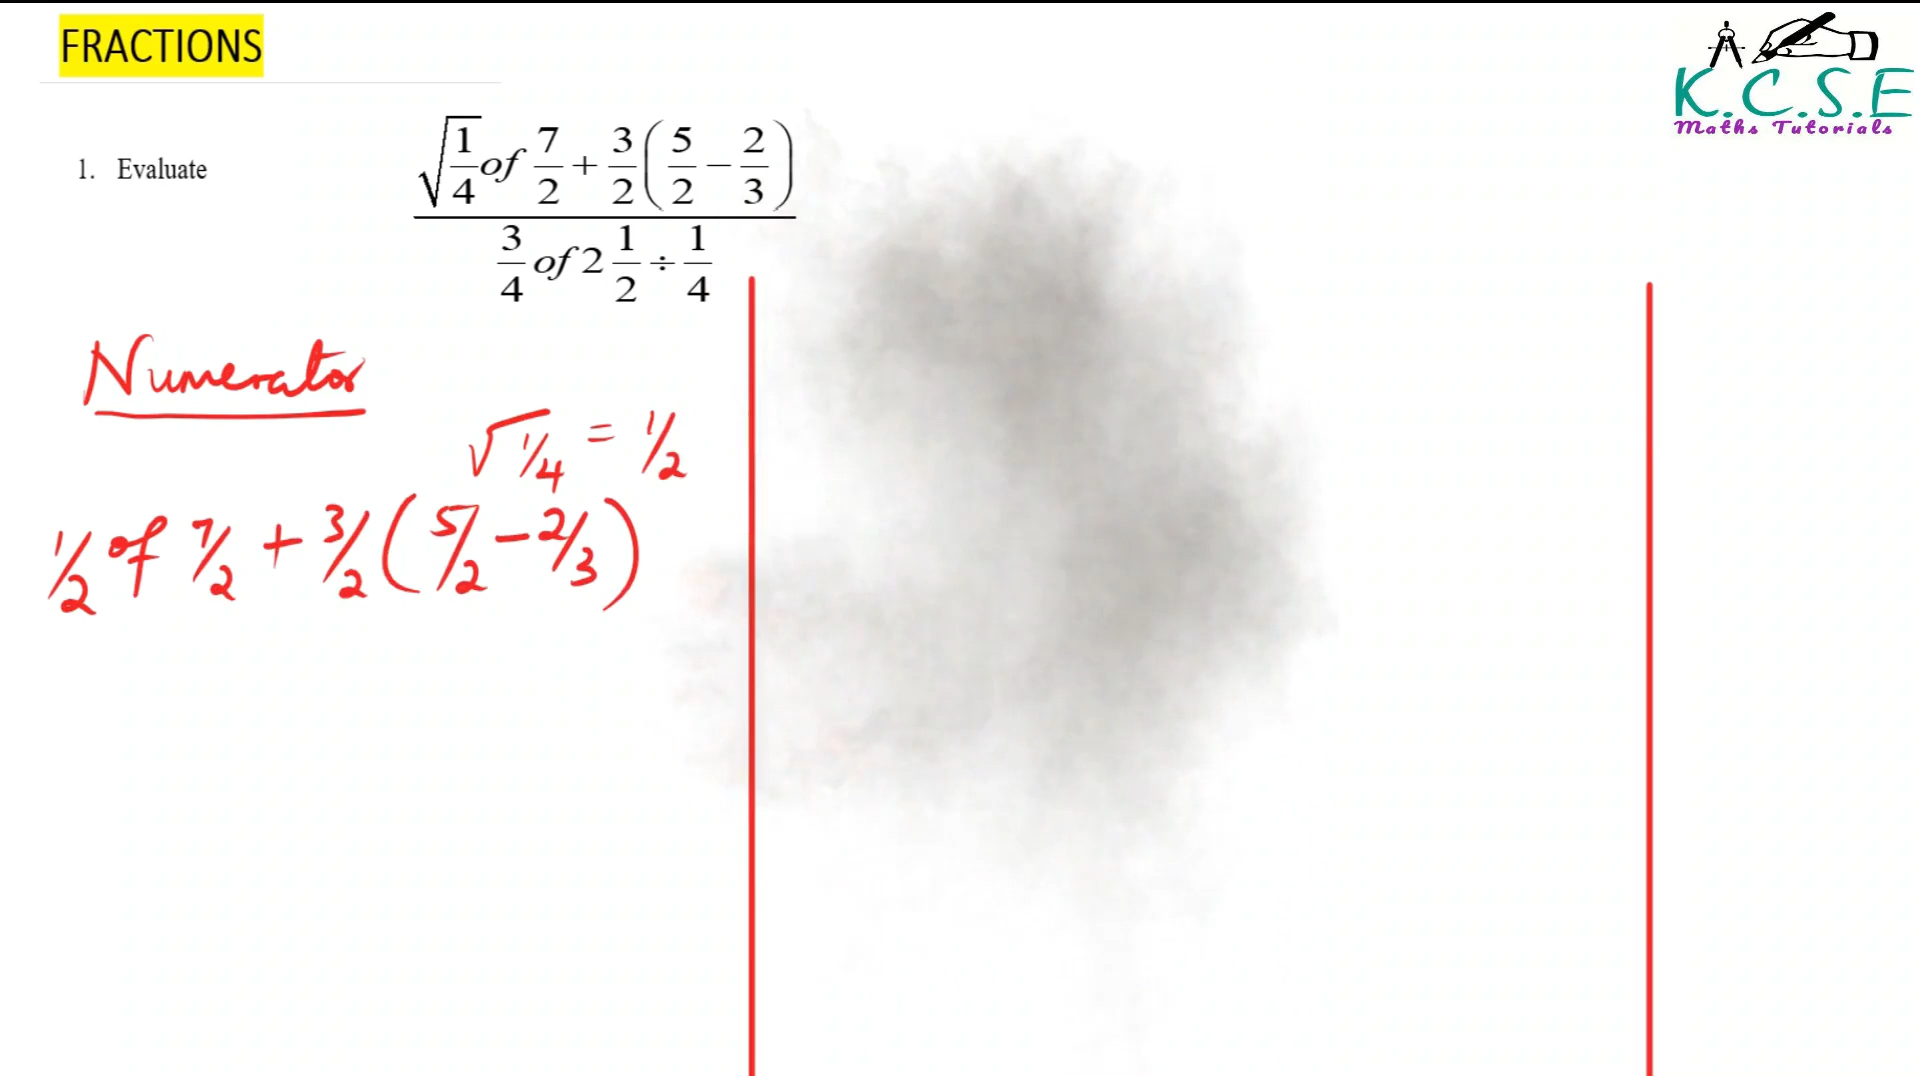 FRACTIONS
K.C.S.E
Maths Tutorials
1. Evaluate
√1/4 of 7/2 + 3/2 (5/2 − 2/3)
3/4 of 2 1/2 ÷ 1/4
Numerator
√1/4 = 1/2
1/2 of 7/2 + 3/2 (5/2 − 2/3)